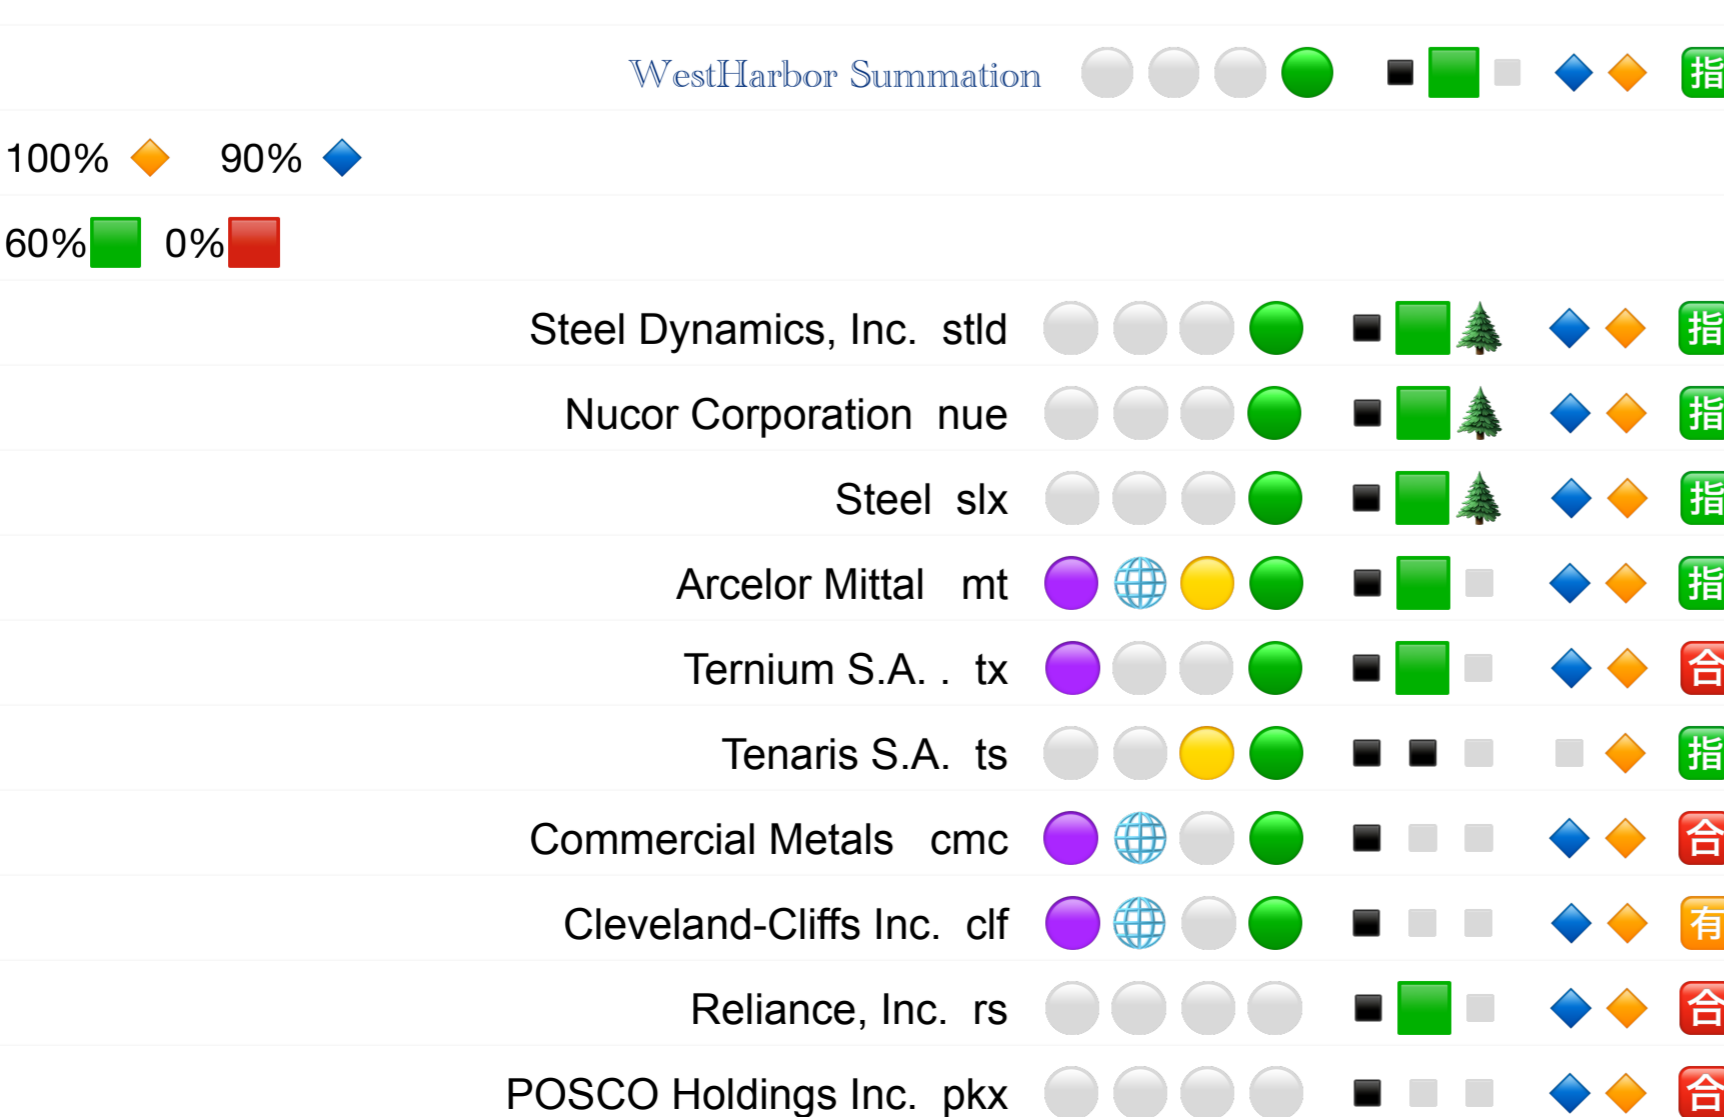 WestHarbor Summation 指
100% 90%
60% 0%
Steel Dynamics, Inc. stld 指
Nucor Corporation nue 指
Steel slx 指
Arcelor Mittal mt 指
Ternium S.A. . tx 合
Tenaris S.A. ts 指
Commercial Metals cmc 合
Cleveland-Cliffs Inc. clf 有
Reliance, Inc. rs 合
POSCO Holdings Inc. pkx 合